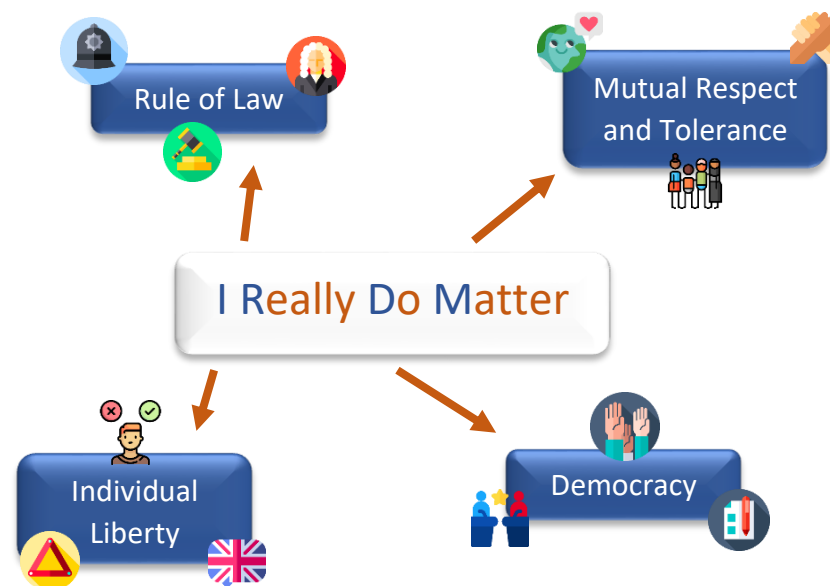 Rule of Law
Mutual Respect
and Tolerance
I Really Do Matter
Individual
Liberty
Democracy